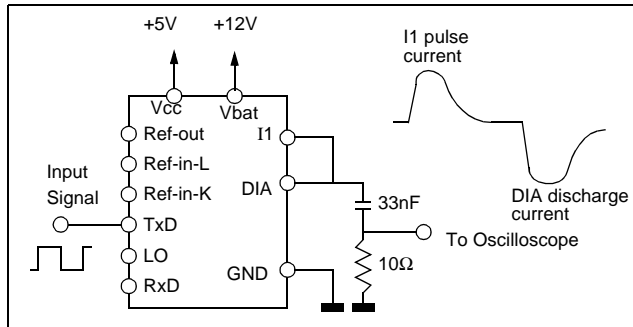 +5V
+12V
Vcc
Vbat
Ref-out
Ref-in-L
Ref-in-K
TxD
LO
RxD
I1
DIA
GND
Input
Signal
33nF
10Ω
To Oscilloscope
I1 pulse
current
DIA discharge
current